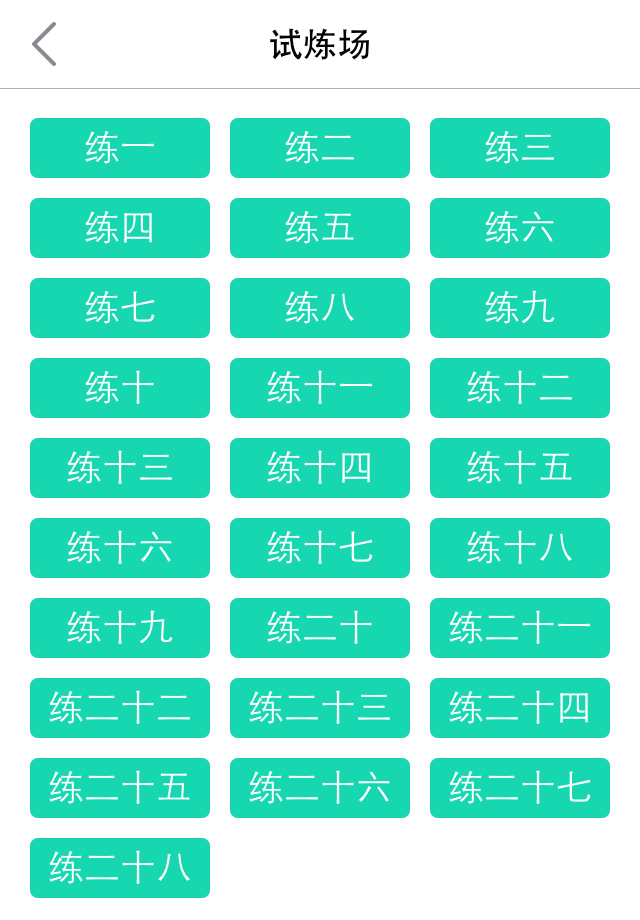 试炼场
练一 练二 练三
练四 练五 练六
练七 练八 练九
练十 练十一 练十二
练十三 练十四 练十五
练十六 练十七 练十八
练十九 练二十 练二十一
练二十二 练二十三 练二十四
练二十五 练二十六 练二十七
练二十八